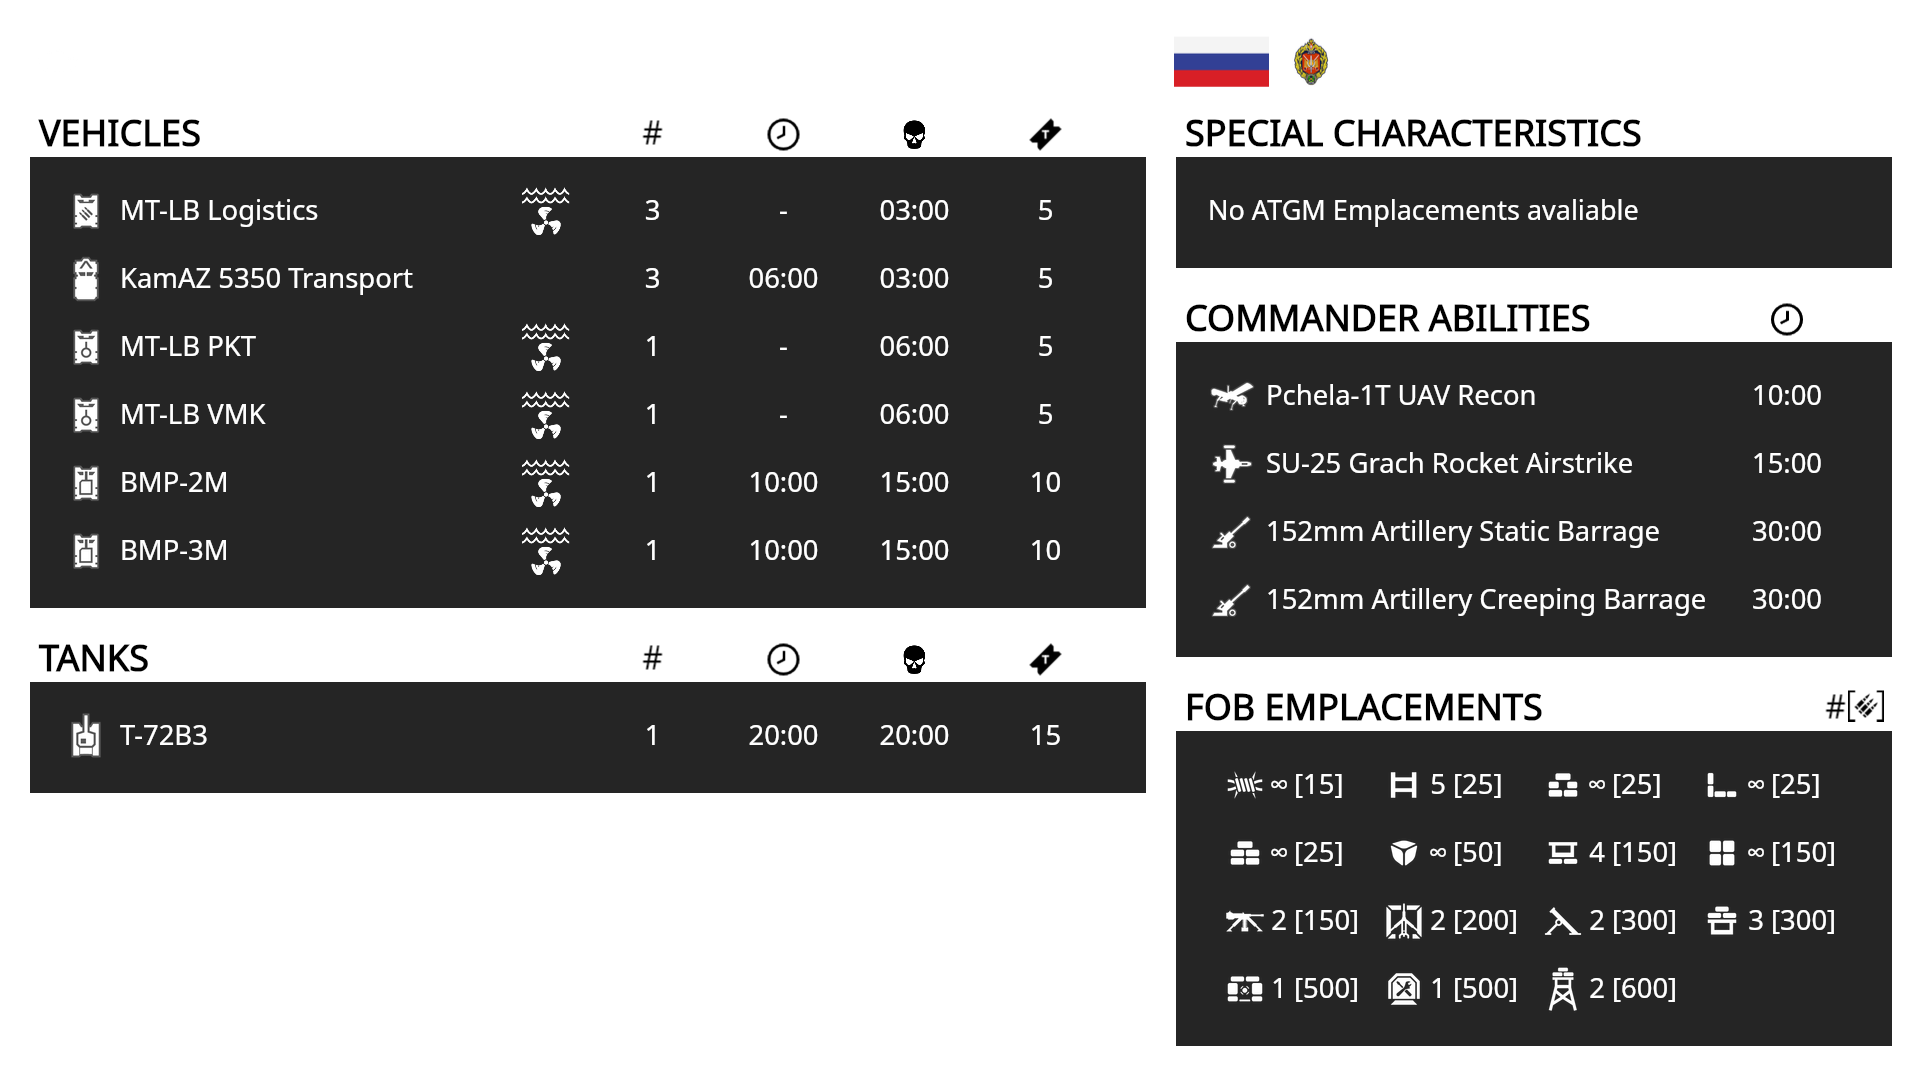 VEHICLES #
MT-LB Logistics 3 - 03:00 5
KamAZ 5350 Transport 3 06:00 03:00 5
MT-LB PKT 1 - 06:00 5
MT-LB VMK 1 - 06:00 5
BMP-2M 1 10:00 15:00 10
BMP-3M 1 10:00 15:00 10
TANKS #
T-72B3 1 20:00 20:00 15
SPECIAL CHARACTERISTICS
No ATGM Emplacements avaliable
COMMANDER ABILITIES
Pchela-1T UAV Recon 10:00
SU-25 Grach Rocket Airstrike 15:00
152mm Artillery Static Barrage 30:00
152mm Artillery Creeping Barrage 30:00
FOB EMPLACEMENTS #[ ]
∞ [15] 5 [25] ∞ [25] ∞ [25]
∞ [25] ∞ [50] 4 [150] ∞ [150]
2 [150] 2 [200] 2 [300] 3 [300]
1 [500] 1 [500] 2 [600]